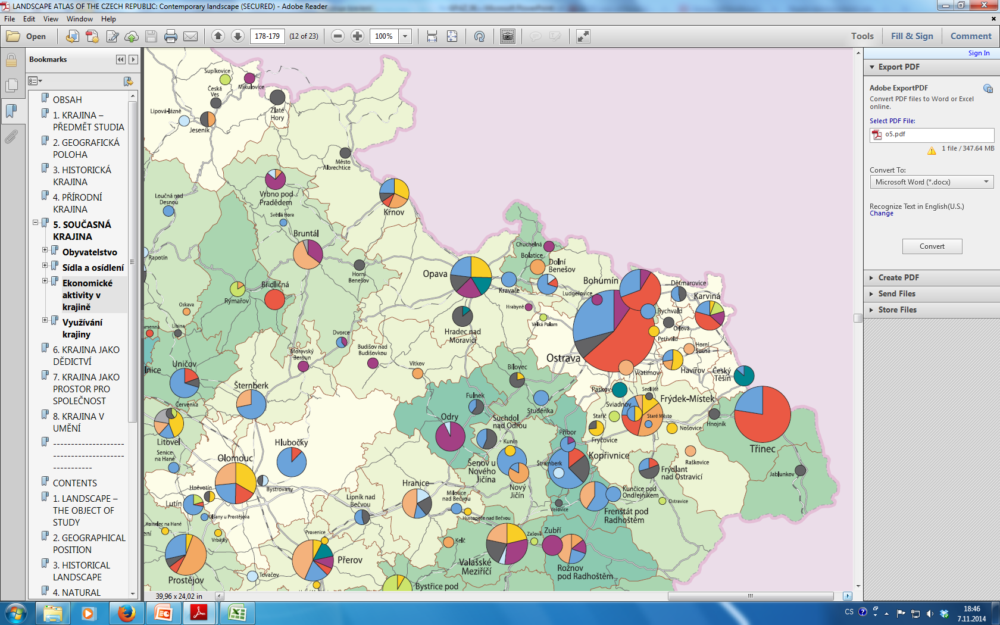 LANDSCAPE ATLAS OF THE CZECH REPUBLIC: Contemporary landscape (SECURED) - Adobe Reader
File Edit View Window Help
Open 178-179 (12 of 23) 100% Tools Fill & Sign Comment
Sign In
Bookmarks
OBSAH
1. KRAJINA –
PŘEDMĚT STUDIA
2. GEOGRAFICKÁ
POLOHA
3. HISTORICKÁ
KRAJINA
4. PŘÍRODNÍ
KRAJINA
5. SOUČASNÁ
KRAJINA
Obyvatelstvo
Sídla a osídlení
Ekonomické
aktivity v
krajině
Využívání
krajiny
6. KRAJINA JAKO
DĚDICTVÍ
7. KRAJINA JAKO
PROSTOR PRO
SPOLEČNOST
8. KRAJINA V
UMĚNÍ
--------------------
--------------------
-----------
CONTENTS
1. LANDSCAPE –
THE OBJECT OF
STUDY
2. GEOGRAPHICAL
POSITION
3. HISTORICAL
LANDSCAPE
4. NATURAL
Supíkovice
Mikulovice
Česká
Ves
Zlaté
Hory
Lipová-lázně
Jeseník
Město
Albrechtice
Vrbno pod
Pradědem
Krnov
Loučná nad
Desnou
Světlá Hora
Bruntál
Rapotín
Horní
Benešov
Břidličná
Rýmařov
Oskava
Libina
amenná
Opava
Chuchelná
Bolatice
Dolní
Benešov
Kravaře
Bohumín
Ludgeřovice
Dětmarovice
Karviná
Hrabyně
Velká Polom
Rychvald
Orlová
Petřvald
Hradec nad
Moravicí
Dvorce
Moravský
Beroun
Budišov nad
Budišovkou
Vítkov
Ostrava
Horní
Suchá
Vratimov
Havířov
Český
Těšín
Uničov
lnice
Šternberk
Bílovec
Paskov
Sedliště
Frýdek-Místek
Červenka
Fulnek
Studénka
Sviadnov
Staříč
Staré Město
Hnojník
Litovel
Odry
Suchdol
nad Odrou
Příbor
Fryčovice
Nošovice
Třinec
Senice
na Hané
Hlubočky
Kunín
Olomouc
Šenov u
Nového
Jičína
Štramberk
Kopřivnice
Raškovice
Frýdlant
nad Ostravicí
Jablunkov
Hněvotín
Bystrovany
Hranice
Nový
Jičín
Kunčice pod
Ondřejníkem
Lutín
Lipník nad
Bečvou
Milotice
nad Bečvou
Ostravice
Olšany u Prostějova
Hustopeče nad Bečvou
Veřovice
Frenštát pod
Radhoštěm
Kostelec na Hané
ení
Vrbátky
Prosenice
Kelč
Zašová
Zubří
Prostějov
Přerov
Valašské
Meziříčí
Rožnov
pod Radhoštěm
Tovačov
Bystřice pod
39,96 x 24,02 in
Export PDF
Adobe ExportPDF
Convert PDF files to Word or Excel
online.
Select PDF File:
o5.pdf
1 file / 347.64 MB
Convert To:
Microsoft Word (*.docx)
Recognize Text in English(U.S.)
Change
Convert
Create PDF
Send Files
Store Files
CS
18:46
7.11.2014